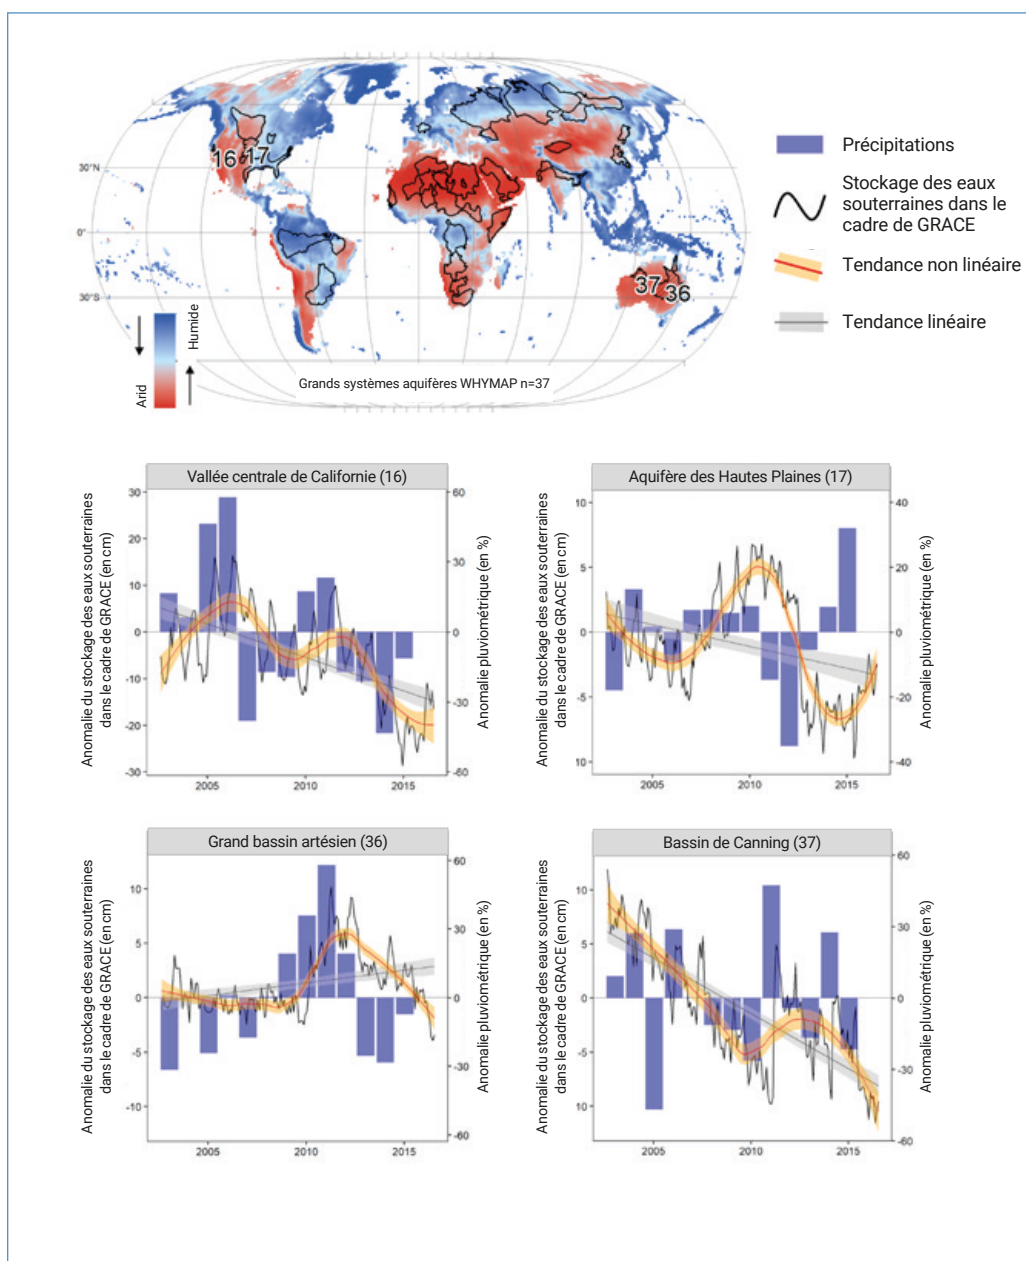 16
17
30°N
0°
30°S
37
36
Humide
Arid
Grands systèmes aquifères WHYMAP n=37
Précipitations
Stockage des eaux
souterraines dans le
cadre de GRACE
Tendance non linéaire
Tendance linéaire
Vallée centrale de Californie (16)
Anomalie du stockage des eaux souterraines
dans le cadre de GRACE (en cm)
30
20
10
0
-10
-20
-30
60
30
0
-30
-60
Anomalie pluviométrique (en %)
2005
2010
2015
Aquifère des Hautes Plaines (17)
Anomalie du stockage des eaux souterraines
dans le cadre de GRACE (en cm)
10
5
0
-5
10
40
20
0
-20
-40
Anomalie pluviométrique (en %)
2005
2010
2015
Grand bassin artésien (36)
Anomalie du stockage des eaux souterraines
dans le cadre de GRACE (en cm)
10
5
0
-5
-10
60
30
0
-30
-60
Anomalie pluviométrique (en %)
2005
2010
2015
Bassin de Canning (37)
Anomalie du stockage des eaux souterraines
dans le cadre de GRACE (en cm)
10
5
0
-5
10
60
30
0
-30
-60
Anomalie pluviométrique (en %)
2005
2010
2015